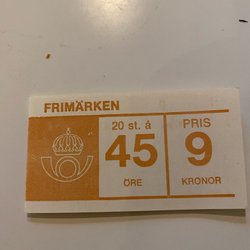 FRIMÄRKEN
20 st. å
45
ÖRE
PRIS
9
KRONOR